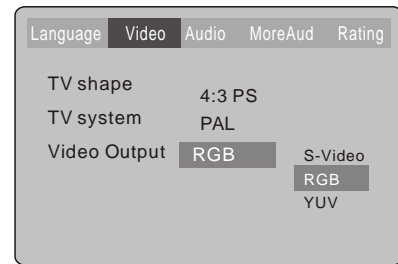 Language Video Audio MoreAud Rating
TV shape 4:3 PS
TV system PAL
Video Output RGB S-Video
RGB
YUV